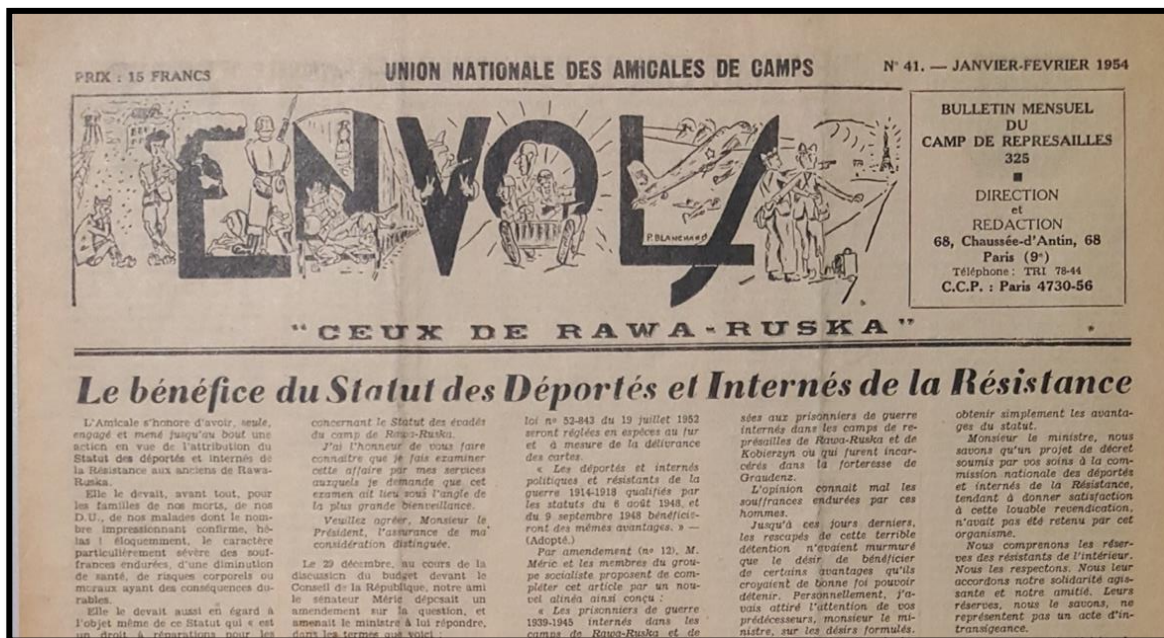 PRIX : 15 FRANCS
UNION NATIONALE DES AMICALES DE CAMPS
N° 41. — JANVIER-FEVRIER 1954
ENVOLS
P. BLANCHARD
BULLETIN MENSUEL
DU
CAMP DE REPRESAILLES
325
■
DIRECTION
et
REDACTION
68, Chaussée-d'Antin, 68
Paris (9e)
Téléphone : TRI 78-44
C.C.P. : Paris 4730-56
"CEUX DE RAWA-RUSKA"
Le bénéfice du Statut des Déportés et Internés de la Résistance
L'Amicale s'honore d'avoir, seule,
engagé et mené jusqu'au bout une
action en vue de l'attribution du
Statut des déportés et internés de
la Résistance aux anciens de Rawa-
Ruska.
Elle le devait, avant tout, pour
les familles de nos morts, de nos
D.U., de nos malades dont le nom-
bre impressionnant confirme, hé-
las ! éloquemment, le caractère
particulièrement sévère des souf-
frances endurées, d'une diminution
de santé, de risques corporels ou
moraux ayant des conséquences du-
rables.
Elle le devait aussi en égard à
l'objet même de ce Statut qui « est
un droit à réparations pour les
concernant le Statut des évadés
du camp de Rawa-Ruska.
J'ai l'honneur de vous faire
connaître que je fais examiner
cette affaire par mes services
auxquels je demande que cet
examen ait lieu sous l'angle de
la plus grande bienveillance.
Veuillez agréer, Monsieur le
Président, l'assurance de ma
considération distinguée.
Le 29 décembre, au cours de la
discussion du budget devant le
Conseil de la République, notre ami
le sénateur Méric déposait un
amendement sur la question, et
amenait le ministre à lui répondre,
dans les termes que voici :
loi n° 53-843 du 19 juillet 1952
seront réglées en espèces au fur
et à mesure de la délivrance
des cartes.
« Les déportés et internés
politiques et résistants de la
guerre 1914-1918 qualifiés par
les statuts du 6 août 1948 et
du 9 septembre 1948 bénéficie-
ront des mêmes avantages. » —
(Adopté.)
Par amendement (n° 12), M.
Méric et les membres du grou-
pe socialiste proposent de com-
pléter cet article par un nou-
vel alinéa ainsi conçu :
« Les prisonniers de guerre
1939-1945 internés dans les
camps de Rawa-Ruska et de
sées aux prisonniers de guerre
internés dans les camps de re-
présailles de Rawa-Ruska et de
Kobierzyn ou qui furent incar-
cérés dans la forteresse de
Graudenz.
L'opinion connaît mal les
souffrances endurées par ces
hommes.
Jusqu'à ces jours derniers,
les rescapés de cette terrible
détention n'avaient murmuré
que le désir de bénéficier
de certains avantages qu'ils
croyaient de bonne foi pouvoir
détenir. Personnellement, j'a-
vais attiré l'attention de vos
prédécesseurs, monsieur le mi-
nistre, sur les désirs formulés.
obtenir simplement les avanta-
ges du statut.
Monsieur le ministre, nous
savons qu'un projet de décret
soumis par vos soins à la com-
mission nationale des déportés
et internés de la Résistance,
tendant à donner satisfaction
à cette louable revendication,
n'avait pas été retenu par cet
organisme.
Nous comprenons les réser-
ves des résistants de l'intérieur.
Nous les respectons. Nous leur
accordons notre solidarité agis-
sante et notre amitié. Leurs
réserves, nous le savons, ne
représentent pas un acte d'in-
transigeance.